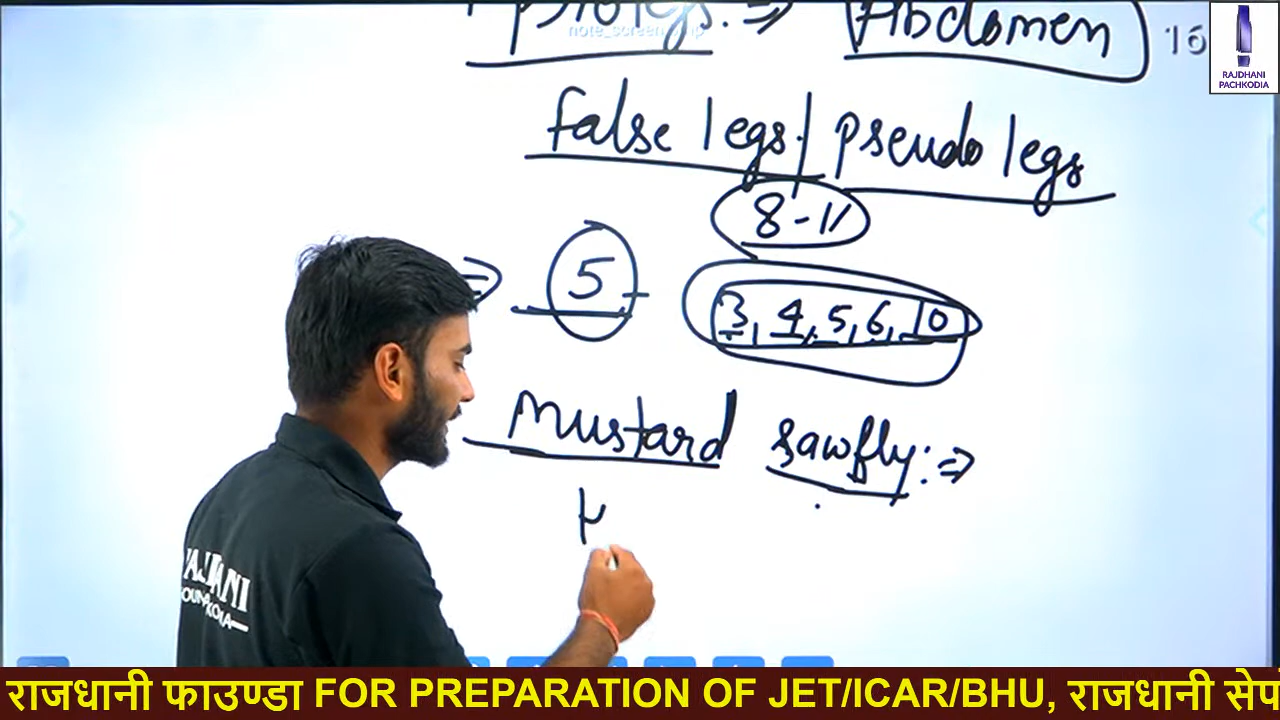 Prolegs :⇒ Abdomen
16
RAJDHANI
PACHKODIA
false legs / pseudo legs
8-11
⇒ 5 - 3, 4, 5, 6, 10
Mustard sawfly :⇒
राजधानी फाउण्डा FOR PREPARATION OF JET/ICAR/BHU, राजधानी सेपं